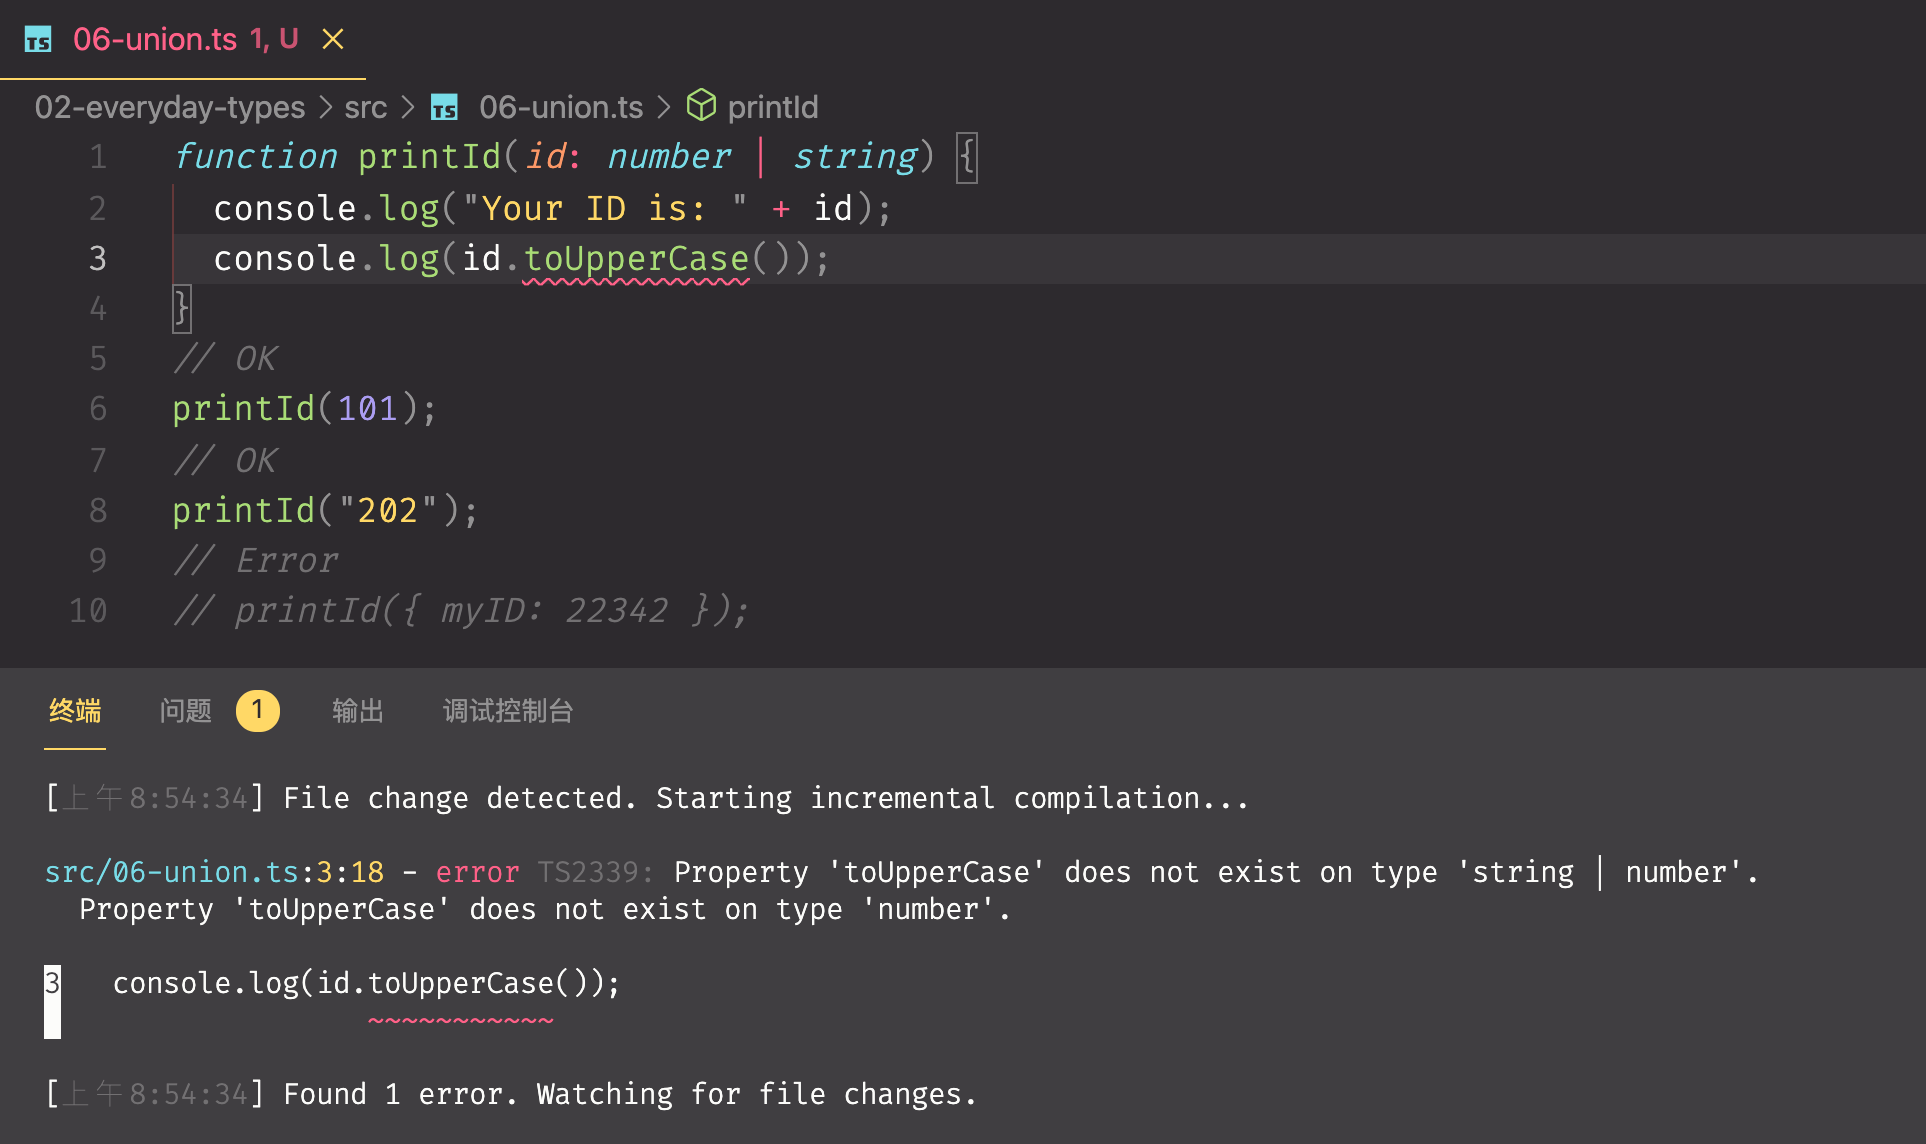 TS 06-union.ts 1, U
02-everyday-types > src > TS 06-union.ts > printId
1 function printId(id: number | string) {
2 console.log("Your ID is: " + id);
3 console.log(id.toUpperCase());
4 }
5 // OK
6 printId(101);
7 // OK
8 printId("202");
9 // Error
10 // printId({ myID: 22342 });
终端 问题 1 输出 调试控制台
[上午8:54:34] File change detected. Starting incremental compilation...
src/06-union.ts:3:18 - error TS2339: Property 'toUpperCase' does not exist on type 'string | number'.
Property 'toUpperCase' does not exist on type 'number'.
3 console.log(id.toUpperCase());
~~~~~~~~~~~
[上午8:54:34] Found 1 error. Watching for file changes.